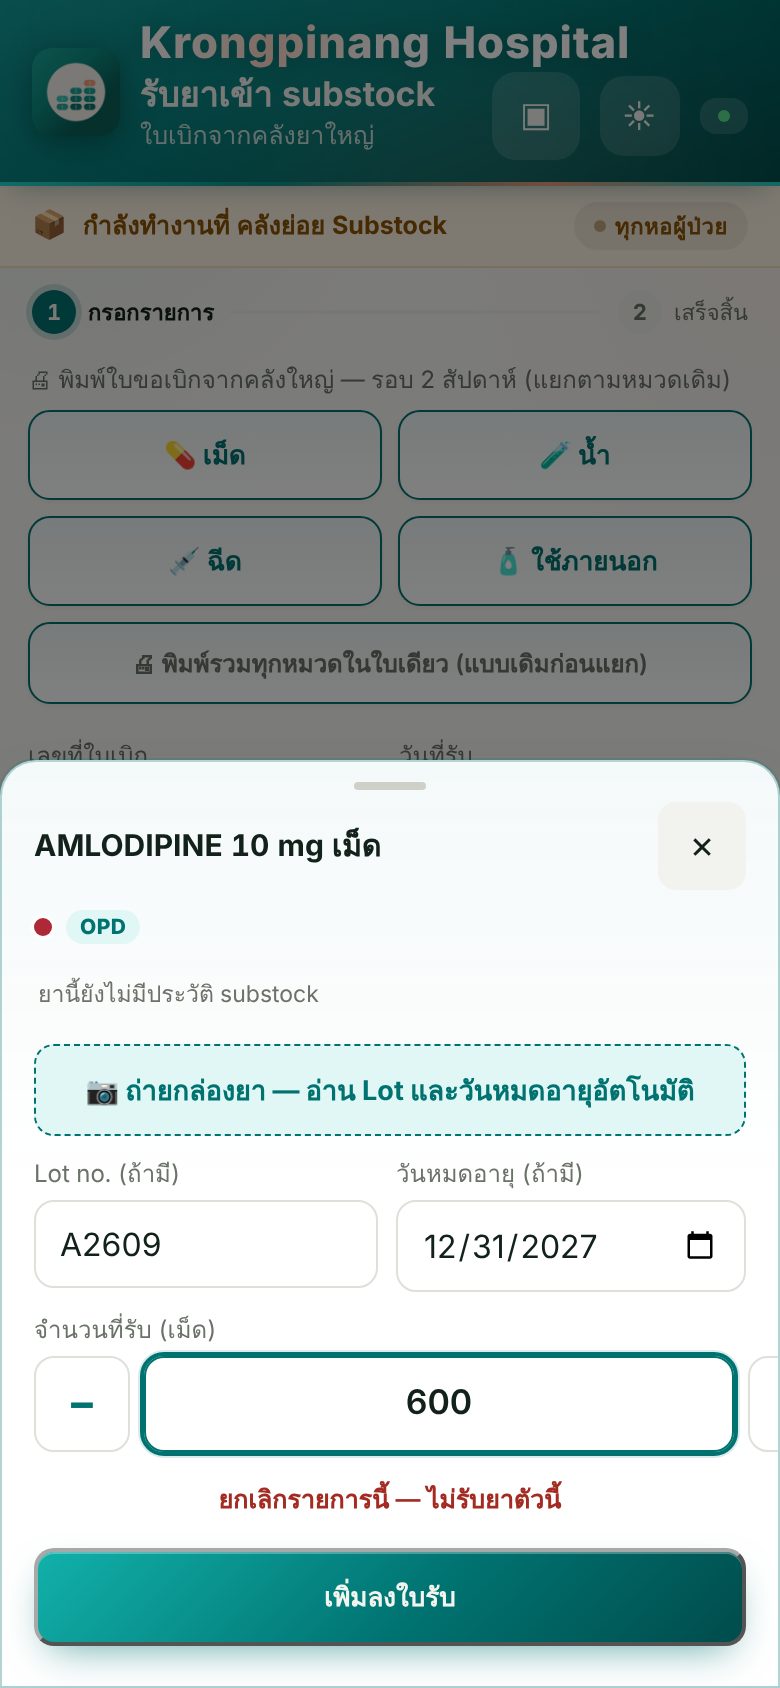 Krongpinang Hospital
รับยาเข้า substock
ใบเบิกจากคลังยาใหญ่
📦 กำลังทำงานที่ คลังย่อย Substock
ทุกหอผู้ป่วย
1 กรอกรายการ
2 เสร็จสิ้น
🖨 พิมพ์ใบขอเบิกจากคลังใหญ่ — รอบ 2 สัปดาห์ (แยกตามหมวดเดิม)
💊 เม็ด
🧪 น้ำ
💉 ฉีด
🧴 ใช้ภายนอก
🖨 พิมพ์รวมทุกหมวดในใบเดียว (แบบเดิมก่อนแยก)
เลขที่ใบเบิก
วันที่รับ
AMLODIPINE 10 mg เม็ด
×
OPD
ยานี้ยังไม่มีประวัติ substock
📷 ถ่ายกล่องยา — อ่าน Lot และวันหมดอายุอัตโนมัติ
Lot no. (ถ้ามี)
วันหมดอายุ (ถ้ามี)
A2609
12/31/2027
จำนวนที่รับ (เม็ด)
− 600
ยกเลิกรายการนี้ — ไม่รับยาตัวนี้
เพิ่มลงใบรับ